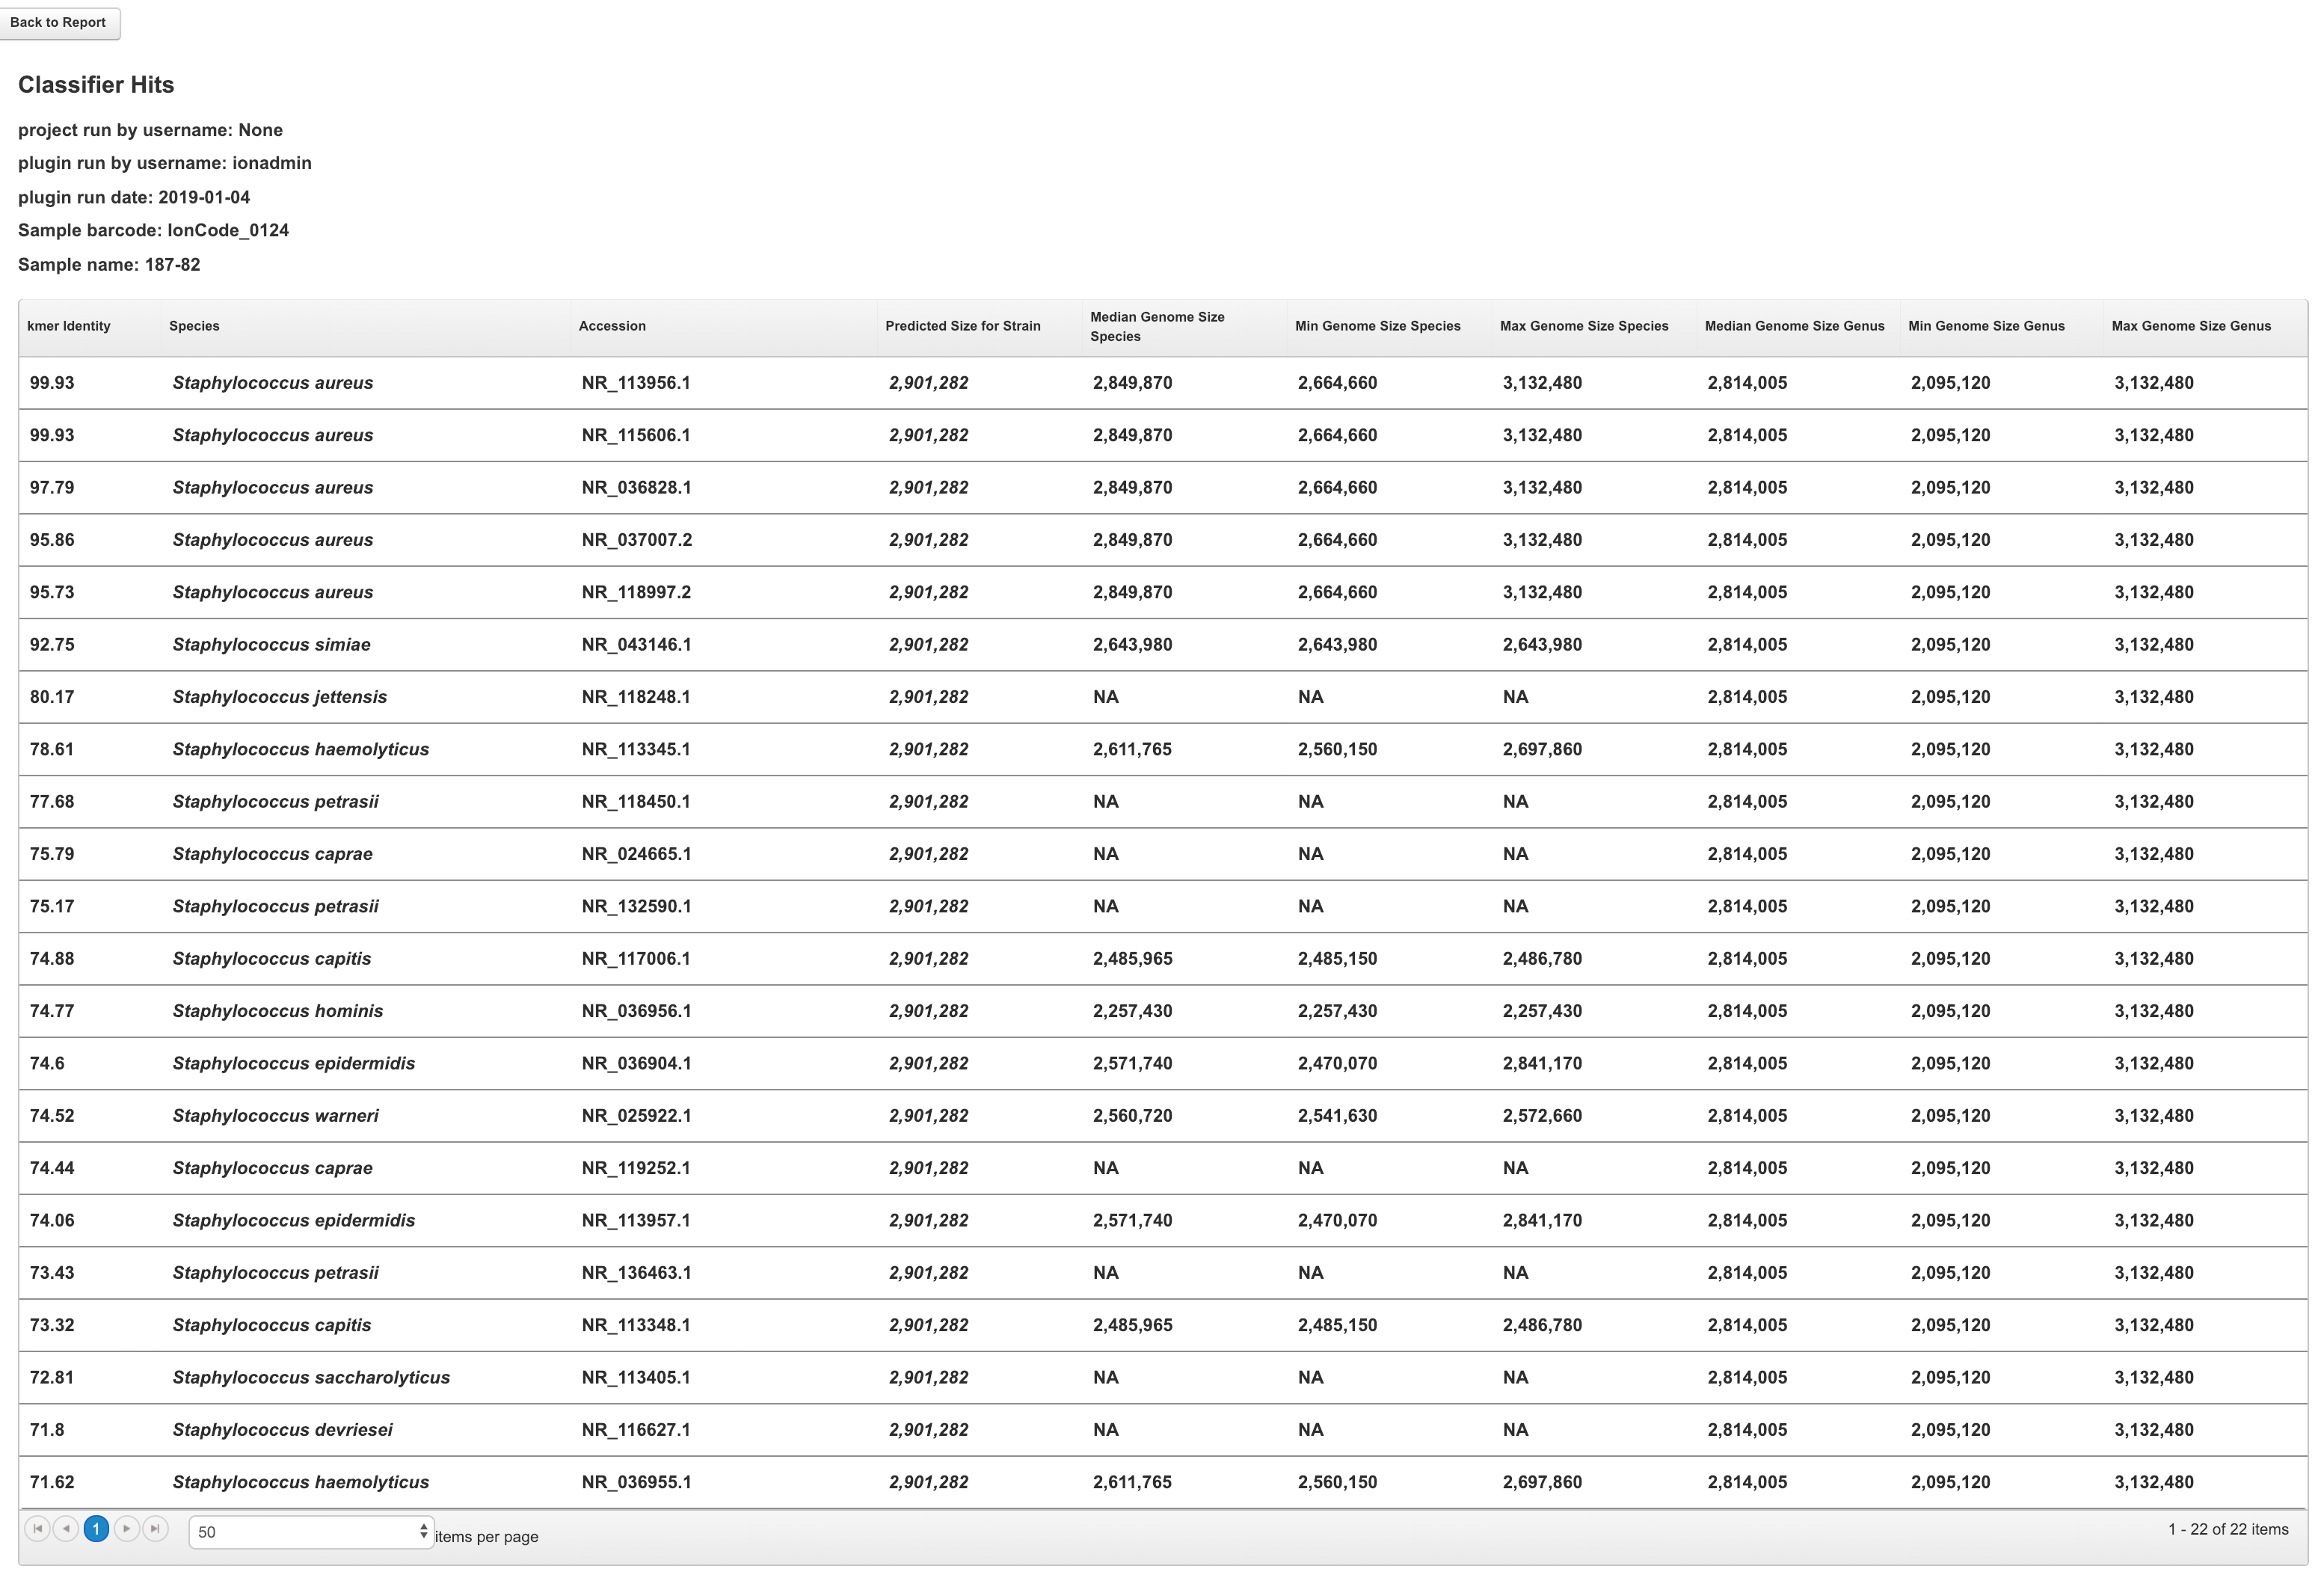 Back to Report
Classifier Hits
project run by username: None
plugin run by username: ionadmin
plugin run date: 2019-01-04
Sample barcode: IonCode_0124
Sample name: 187-82
kmer Identity Species Accession Predicted Size for Strain Median Genome Size Species Min Genome Size Species Max Genome Size Species Median Genome Size Genus Min Genome Size Genus Max Genome Size Genus
99.93 Staphylococcus aureus NR_113956.1 2,901,282 2,849,870 2,664,660 3,132,480 2,814,005 2,095,120 3,132,480
99.93 Staphylococcus aureus NR_115606.1 2,901,282 2,849,870 2,664,660 3,132,480 2,814,005 2,095,120 3,132,480
97.79 Staphylococcus aureus NR_036828.1 2,901,282 2,849,870 2,664,660 3,132,480 2,814,005 2,095,120 3,132,480
95.86 Staphylococcus aureus NR_037007.2 2,901,282 2,849,870 2,664,660 3,132,480 2,814,005 2,095,120 3,132,480
95.73 Staphylococcus aureus NR_118997.2 2,901,282 2,849,870 2,664,660 3,132,480 2,814,005 2,095,120 3,132,480
92.75 Staphylococcus simiae NR_043146.1 2,901,282 2,643,980 2,643,980 2,643,980 2,814,005 2,095,120 3,132,480
80.17 Staphylococcus jettensis NR_118248.1 2,901,282 NA NA NA 2,814,005 2,095,120 3,132,480
78.61 Staphylococcus haemolyticus NR_113345.1 2,901,282 2,611,765 2,560,150 2,697,860 2,814,005 2,095,120 3,132,480
77.68 Staphylococcus petrasii NR_118450.1 2,901,282 NA NA NA 2,814,005 2,095,120 3,132,480
75.79 Staphylococcus caprae NR_024665.1 2,901,282 NA NA NA 2,814,005 2,095,120 3,132,480
75.17 Staphylococcus petrasii NR_132590.1 2,901,282 NA NA NA 2,814,005 2,095,120 3,132,480
74.88 Staphylococcus capitis NR_117006.1 2,901,282 2,485,965 2,485,150 2,486,780 2,814,005 2,095,120 3,132,480
74.77 Staphylococcus hominis NR_036956.1 2,901,282 2,257,430 2,257,430 2,257,430 2,814,005 2,095,120 3,132,480
74.6 Staphylococcus epidermidis NR_036904.1 2,901,282 2,571,740 2,470,070 2,841,170 2,814,005 2,095,120 3,132,480
74.52 Staphylococcus warneri NR_025922.1 2,901,282 2,560,720 2,541,630 2,572,660 2,814,005 2,095,120 3,132,480
74.44 Staphylococcus caprae NR_119252.1 2,901,282 NA NA NA 2,814,005 2,095,120 3,132,480
74.06 Staphylococcus epidermidis NR_113957.1 2,901,282 2,571,740 2,470,070 2,841,170 2,814,005 2,095,120 3,132,480
73.43 Staphylococcus petrasii NR_136463.1 2,901,282 NA NA NA 2,814,005 2,095,120 3,132,480
73.32 Staphylococcus capitis NR_113348.1 2,901,282 2,485,965 2,485,150 2,486,780 2,814,005 2,095,120 3,132,480
72.81 Staphylococcus saccharolyticus NR_113405.1 2,901,282 NA NA NA 2,814,005 2,095,120 3,132,480
71.8 Staphylococcus devriesei NR_116627.1 2,901,282 NA NA NA 2,814,005 2,095,120 3,132,480
71.62 Staphylococcus haemolyticus NR_036955.1 2,901,282 2,611,765 2,560,150 2,697,860 2,814,005 2,095,120 3,132,480
1 50 items per page 1 - 22 of 22 items